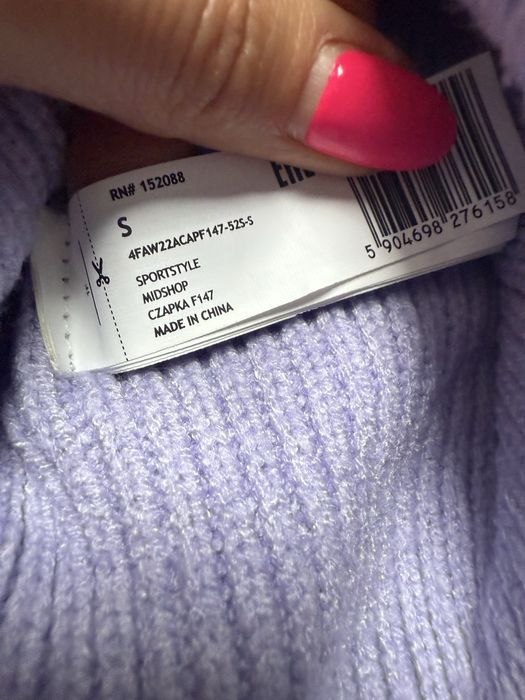 RN# 152088
S
4FAW22ACAPF147-52S-S
SPORTSTYLE
MIDSHOP
CZAPKA F147
MADE IN CHINA
5 904698 276158